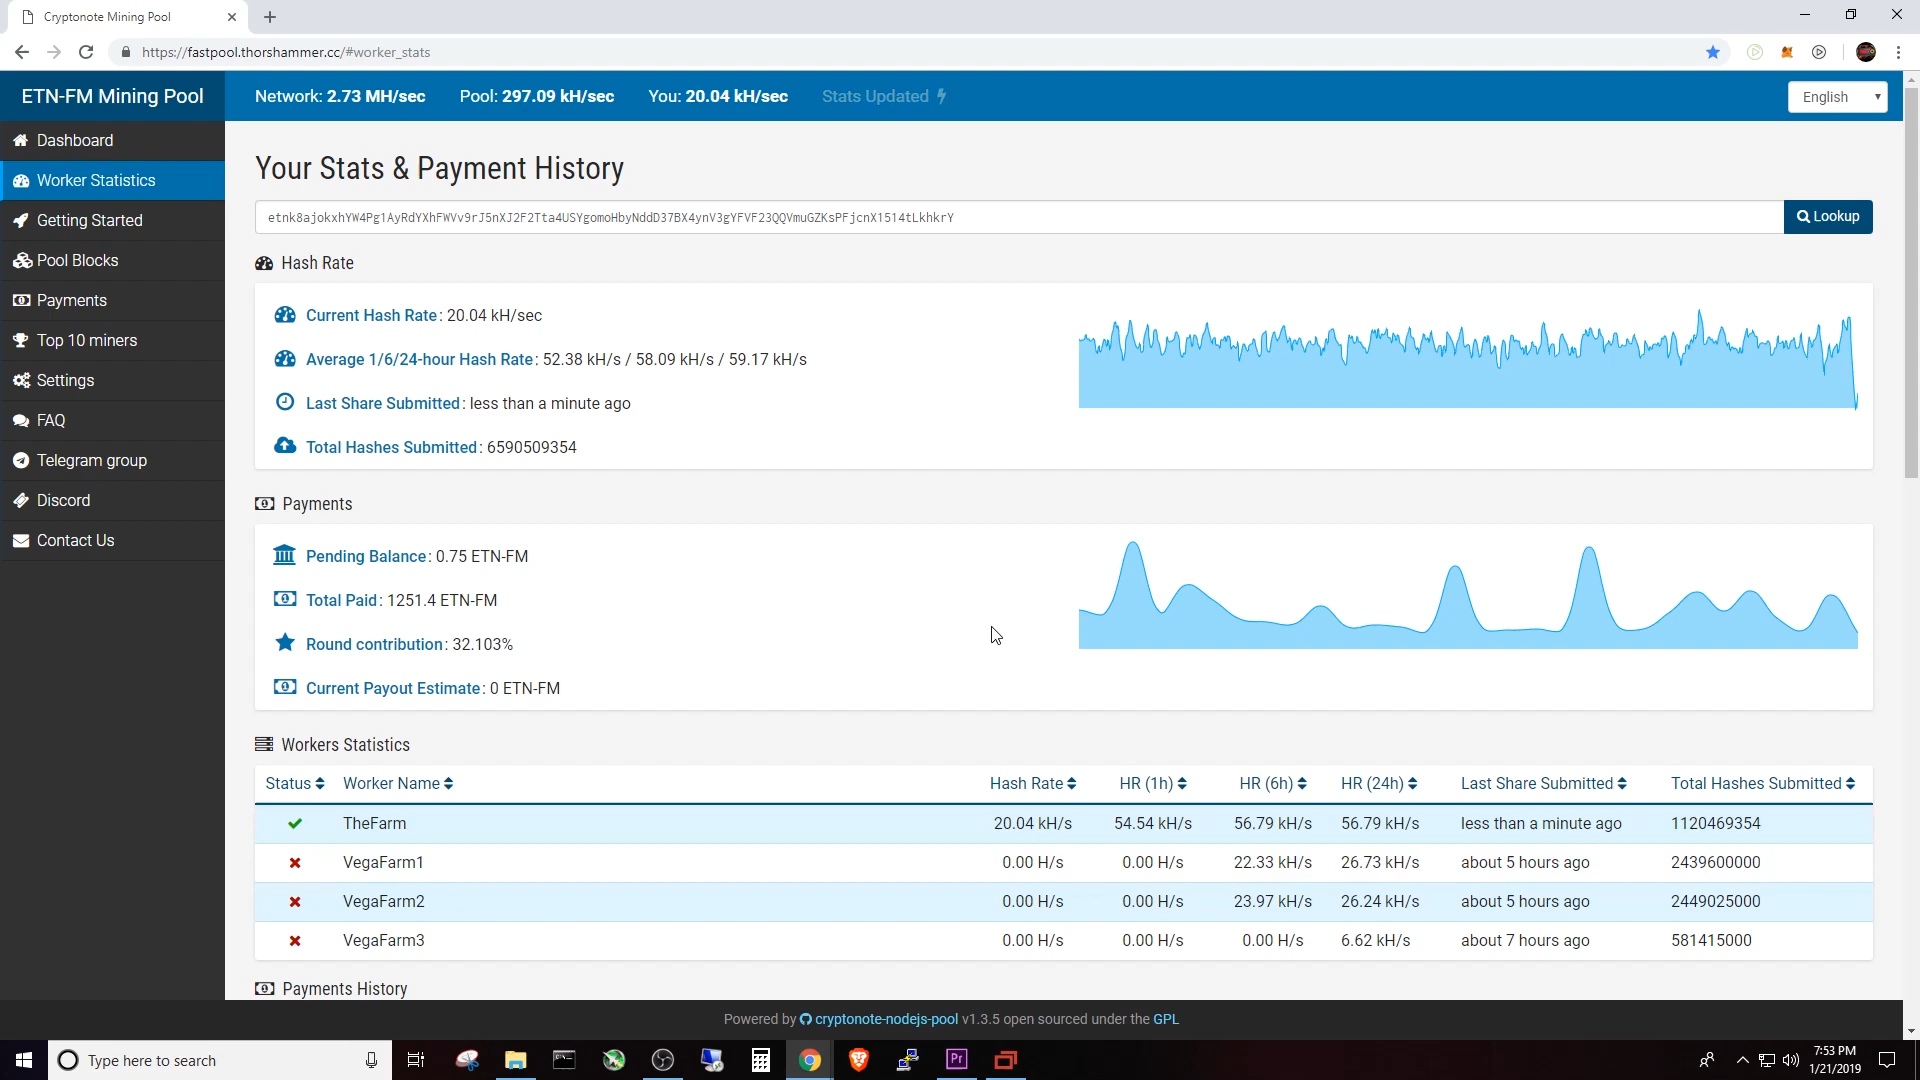 Cryptonote Mining Pool
https://fastpool.thorshammer.cc/#worker_stats
ETN-FM Mining Pool
Network: 2.73 MH/sec Pool: 297.09 kH/sec You: 20.04 kH/sec Stats Updated
English
Dashboard
Worker Statistics
Getting Started
Pool Blocks
Payments
Top 10 miners
Settings
FAQ
Telegram group
Discord
Contact Us
Your Stats & Payment History
etnk8ajokxhYW4Pg1AyRdYXhFWVv9rJ5nXJ2F2Tta4USYgomoHbyNddD37BX4ynV3gYFVF23QQVmuGZKsPFjcnX1514tLkhkrY
Lookup
Hash Rate
Current Hash Rate: 20.04 kH/sec
Average 1/6/24-hour Hash Rate: 52.38 kH/s / 58.09 kH/s / 59.17 kH/s
Last Share Submitted: less than a minute ago
Total Hashes Submitted: 6590509354
Payments
Pending Balance: 0.75 ETN-FM
Total Paid: 1251.4 ETN-FM
Round contribution: 32.103%
Current Payout Estimate: 0 ETN-FM
Workers Statistics
Status Worker Name Hash Rate HR (1h) HR (6h) HR (24h) Last Share Submitted Total Hashes Submitted
TheFarm 20.04 kH/s 54.54 kH/s 56.79 kH/s 56.79 kH/s less than a minute ago 1120469354
VegaFarm1 0.00 H/s 0.00 H/s 22.33 kH/s 26.73 kH/s about 5 hours ago 2439600000
VegaFarm2 0.00 H/s 0.00 H/s 23.97 kH/s 26.24 kH/s about 5 hours ago 2449025000
VegaFarm3 0.00 H/s 0.00 H/s 0.00 H/s 6.62 kH/s about 7 hours ago 581415000
Payments History
Powered by cryptonote-nodejs-pool v1.3.5 open sourced under the GPL
Type here to search
Pr
7:53 PM
1/21/2019